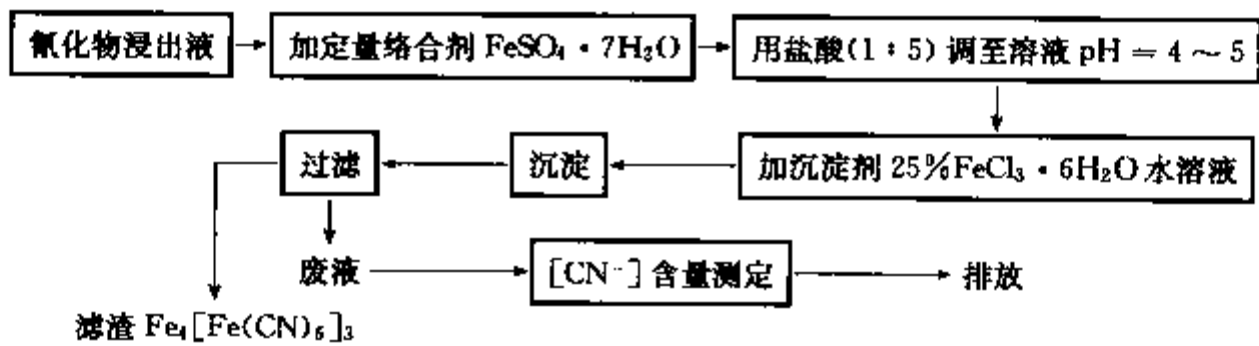 氰化物浸出液
加定量络合剂 FeSO₄·7H₂O
用盐酸(1:5)调至溶液 pH = 4~5
加沉淀剂 25%FeCl₃·6H₂O 水溶液
沉淀
过滤
废液
[CN⁻]含量测定
排放
滤渣 Fe₄[Fe(CN)₆]₃